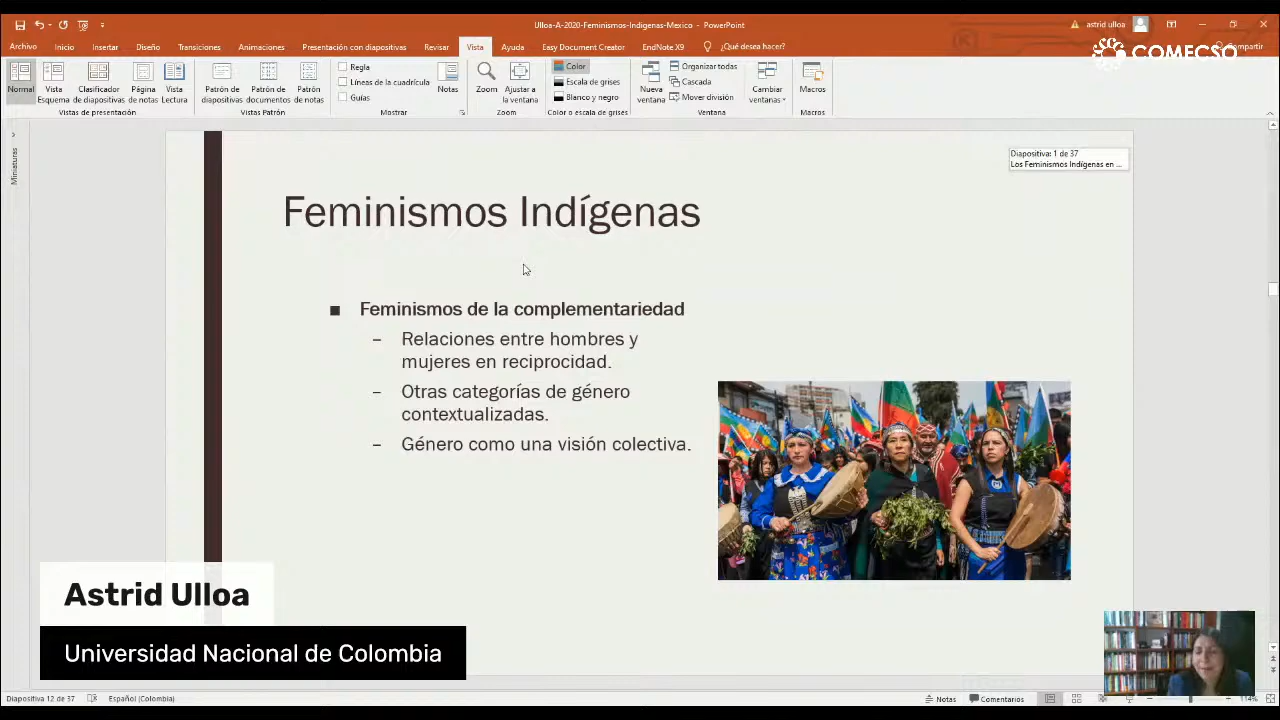 Ulloa-A-2020-Feminismos-Indigenas-Mexico - PowerPoint
astrid ulloa
Archivo Inicio Insertar Diseño Transiciones Animaciones Presentación con diapositivas Revisar Vista Ayuda Easy Document Creator EndNote X9 ¿Qué desea hacer? Compartir
COMECSO
Normal
Vista Esquema
Clasificador de diapositivas
Página de notas
Vista Lectura
Vistas de presentación
Patrón de diapositivas
Patrón de documentos
Patrón de notas
Vistas Patrón
Regla
Líneas de la cuadrícula
Guías
Mostrar
Notas
Zoom
Ajustar a la ventana
Zoom
Color
Escala de grises
Blanco y negro
Color o escala de grises
Nueva ventana
Organizar todas
Cascada
Mover división
Cambiar ventanas
Ventana
Macros
Macros
Miniaturas
Diapositiva: 1 de 37
Los Feminismos Indígenas en ...
Feminismos Indígenas
■ Feminismos de la complementariedad
– Relaciones entre hombres y
mujeres en reciprocidad.
– Otras categorías de género
contextualizadas.
– Género como una visión colectiva.
Astrid Ulloa
Universidad Nacional de Colombia
Diapositiva 12 de 37 Español (Colombia) Notas Comentarios 114%